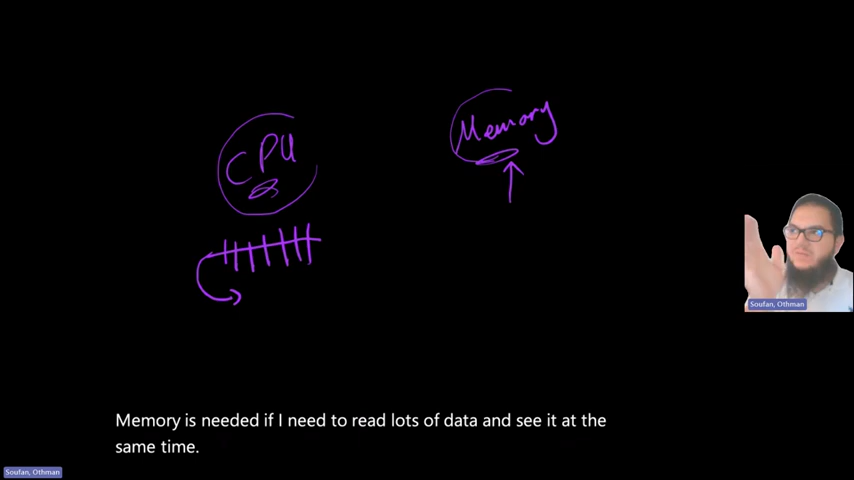 Memory
CPU
Soufan, Othman
Memory is needed if I need to read lots of data and see it at the
same time.
Soufan, Othman